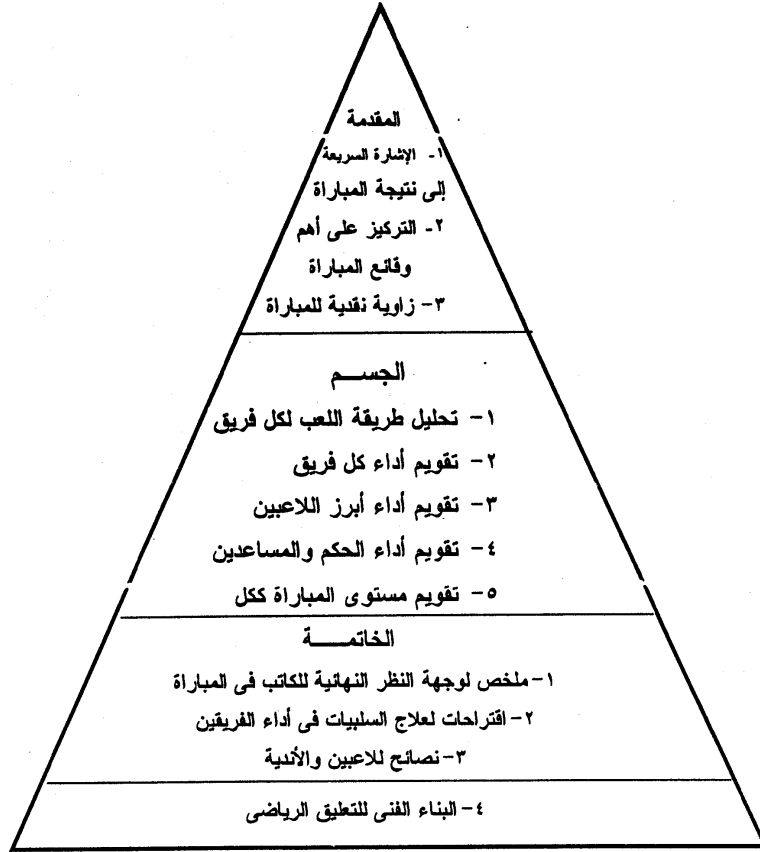 المقدمة
١- الإشارة السريعة
إلى نتيجة المباراة
٢- التركيز على أهم
وقائع المباراة
٣- زاوية نقدية للمباراة
الجســـم
١- تحليل طريقة اللعب لكل فريق
٢- تقويم أداء كل فريق
٣- تقويم أداء أبرز اللاعبين
٤- تقويم أداء الحكم والمساعدين
٥- تقويم مستوى المباراة ككل
الخاتمـــــة
١- ملخص لوجهة النظر النهائية للكاتب فى المباراة
٢- اقتراحات لعلاج السلبيات فى أداء الفريقين
٣- نصائح للاعبين والأندية
٤- البناء الفنى للتعليق الرياضى